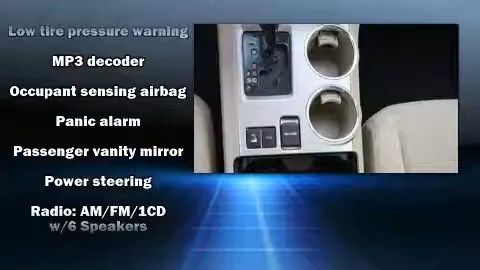 Low tire pressure warning
MP3 decoder
Occupant sensing airbag
Panic alarm
Passenger vanity mirror
Power steering
Radio: AM/FM/1CD
w/6 Speakers